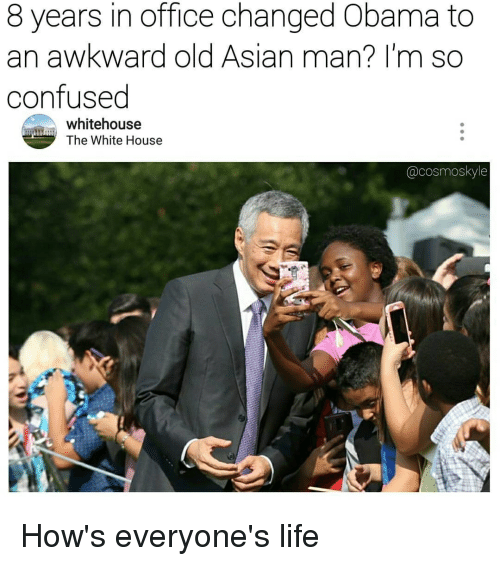 8 years in office changed Obama to
an awkward old Asian man? I'm so
confused
whitehouse
The White House
@cosmoskyle
How's everyone's life